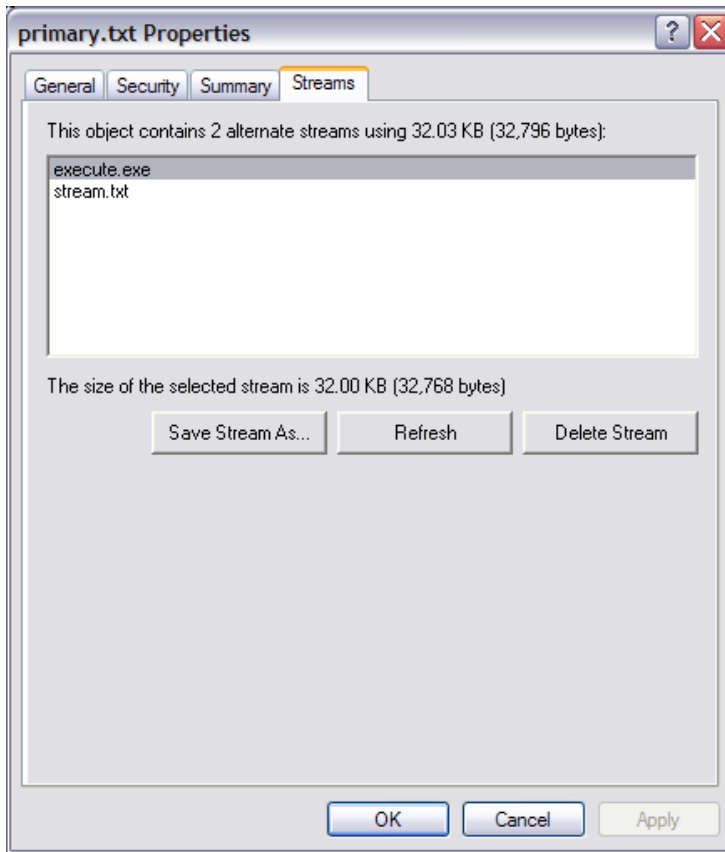 primary.txt Properties
General Security Summary Streams
This object contains 2 alternate streams using 32.03 KB (32,796 bytes):
execute.exe
stream.txt
The size of the selected stream is 32.00 KB (32,768 bytes)
Save Stream As... Refresh Delete Stream
OK Cancel Apply